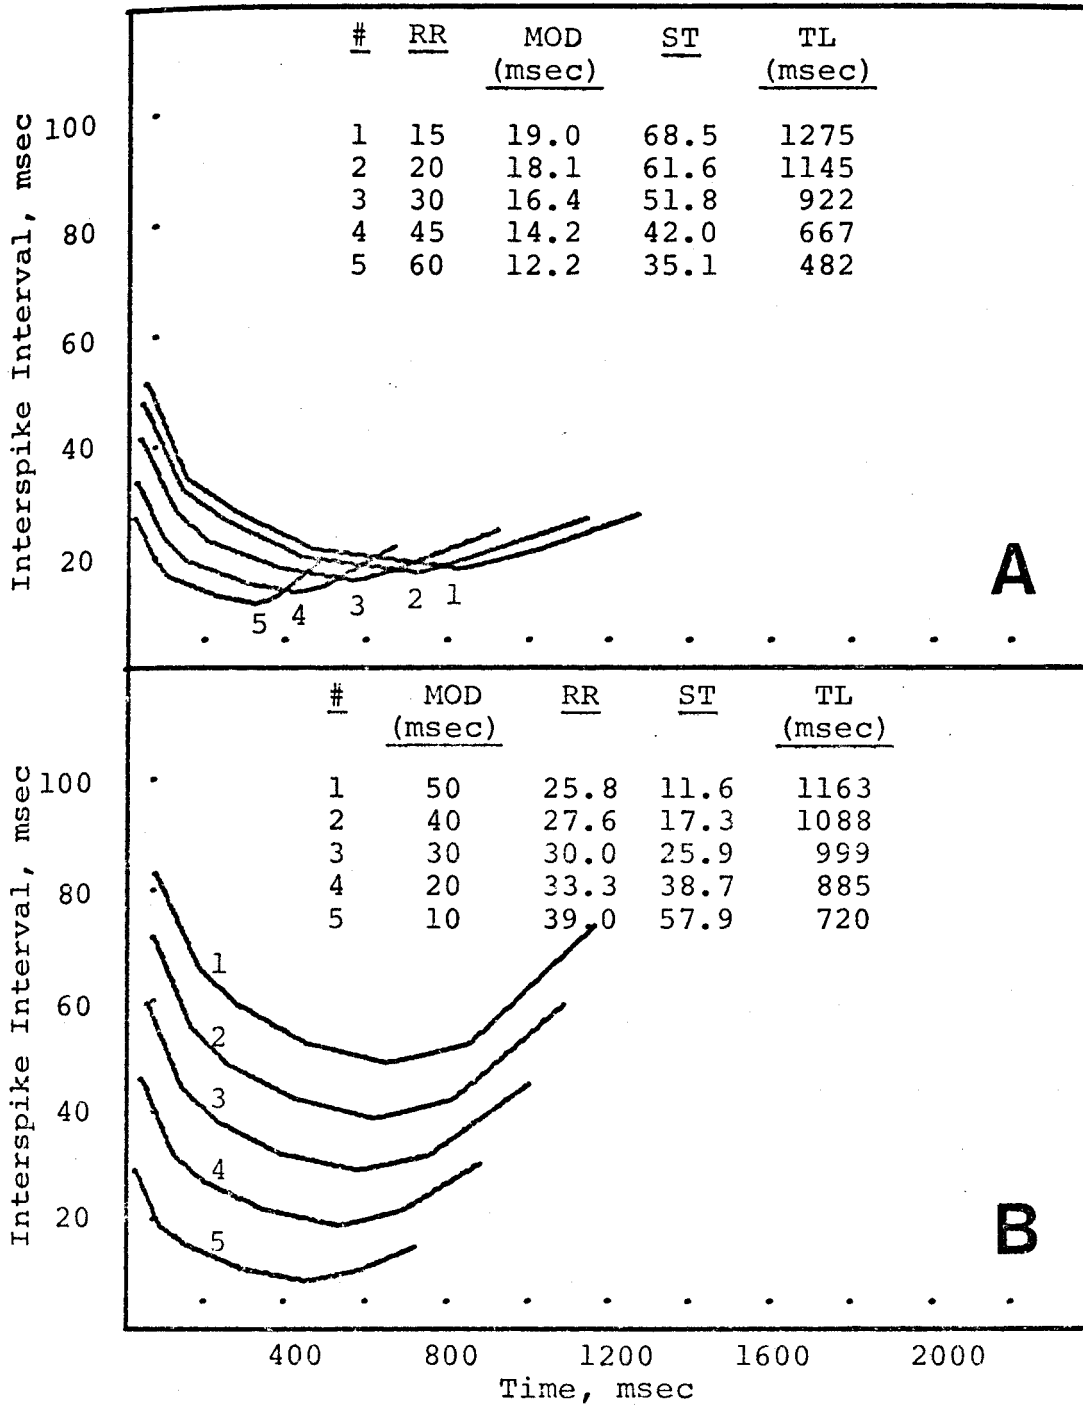 # RR MOD ST TL
(msec) (msec)
1 15 19.0 68.5 1275
2 20 18.1 61.6 1145
3 30 16.4 51.8 922
4 45 14.2 42.0 667
5 60 12.2 35.1 482
100
80
60
40
20
Interspike Interval, msec
5 4 3 2 1
A
# MOD RR ST TL
(msec) (msec)
1 50 25.8 11.6 1163
2 40 27.6 17.3 1088
3 30 30.0 25.9 999
4 20 33.3 38.7 885
5 10 39.0 57.9 720
100
80
60
40
20
Interspike Interval, msec
1
2
3
4
5
B
400 800 1200 1600 2000
Time, msec